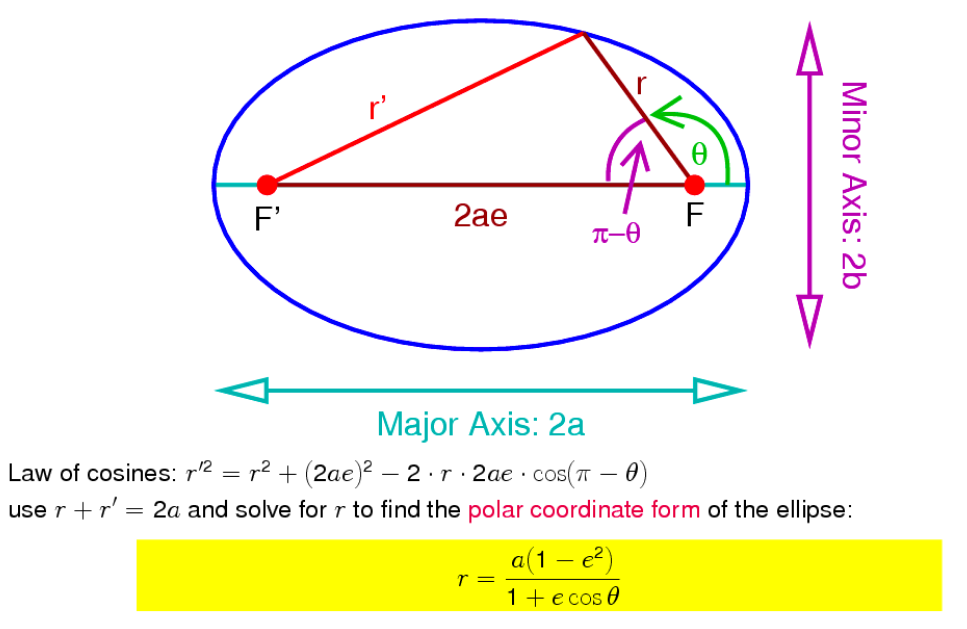 r'
r
θ
F'
2ae
F
π–θ
Minor Axis: 2b
Major Axis: 2a
Law of cosines: r′² = r² + (2ae)² − 2 · r · 2ae · cos(π − θ)
use r + r′ = 2a and solve for r to find the polar coordinate form of the ellipse:
r = a(1 − e²) / 1 + e cos θ